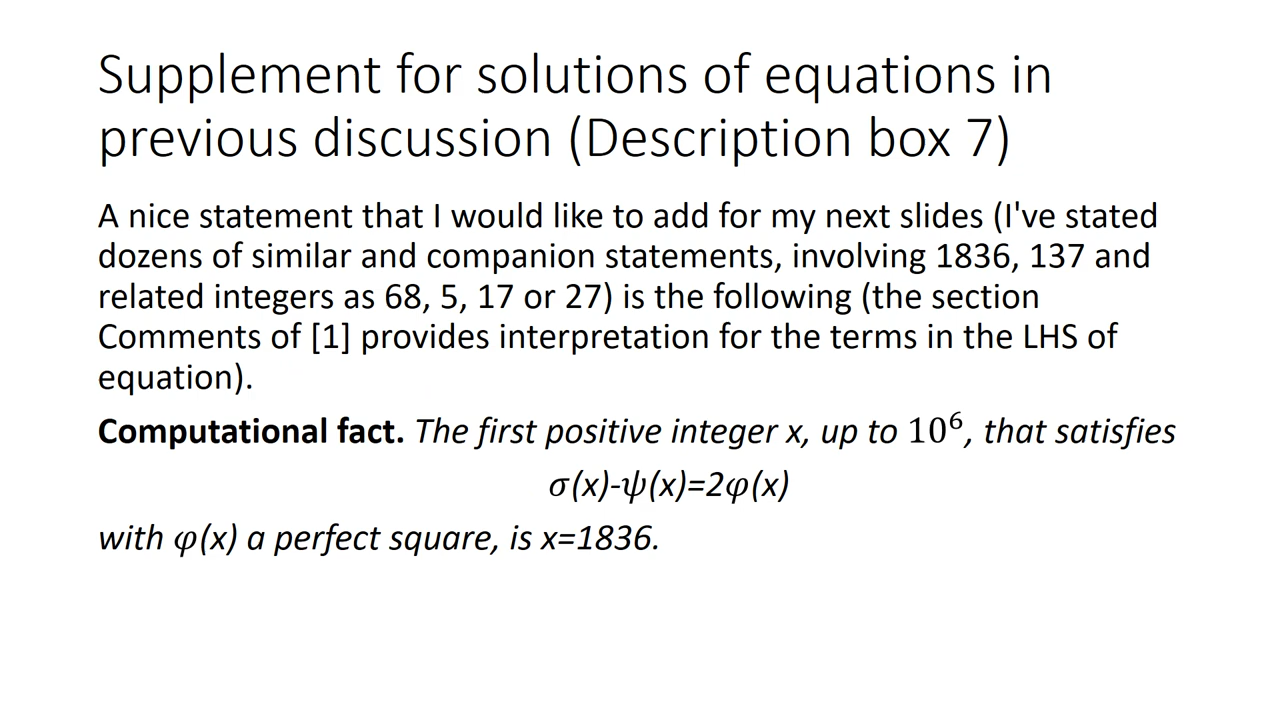 Supplement for solutions of equations in
previous discussion (Description box 7)
A nice statement that I would like to add for my next slides (I've stated
dozens of similar and companion statements, involving 1836, 137 and
related integers as 68, 5, 17 or 27) is the following (the section
Comments of [1] provides interpretation for the terms in the LHS of
equation).
Computational fact. The first positive integer x, up to 10⁶, that satisfies
σ(x)-ψ(x)=2φ(x)
with φ(x) a perfect square, is x=1836.